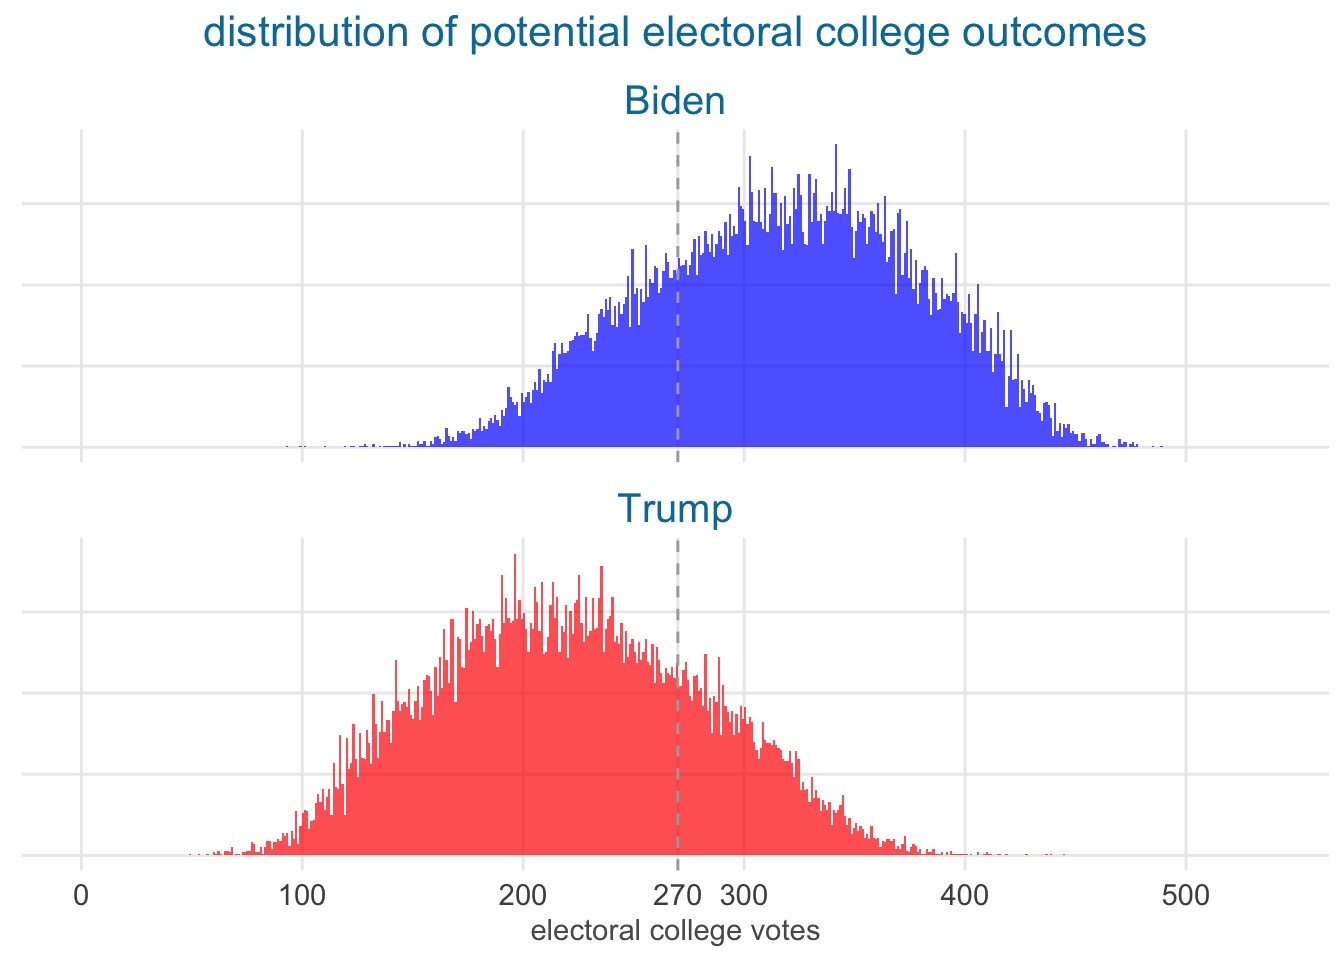 distribution of potential electoral college outcomes
Biden
Trump
0 100 200 270 300 400 500
electoral college votes